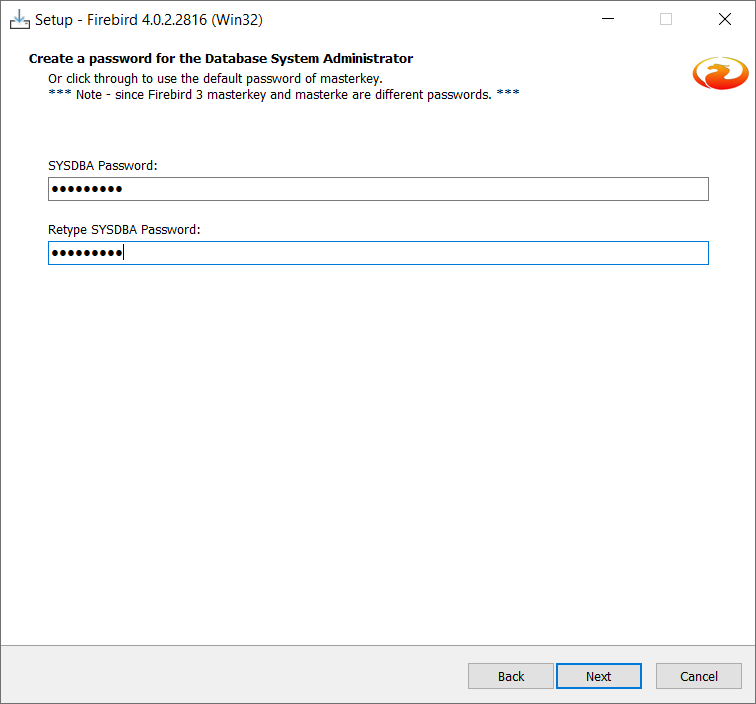 Setup - Firebird 4.0.2.2816 (Win32)
Create a password for the Database System Administrator
Or click through to use the default password of masterkey.
*** Note - since Firebird 3 masterkey and masterke are different passwords. ***
SYSDBA Password:
●●●●●●●●●
Retype SYSDBA Password:
●●●●●●●●●
Back
Next
Cancel